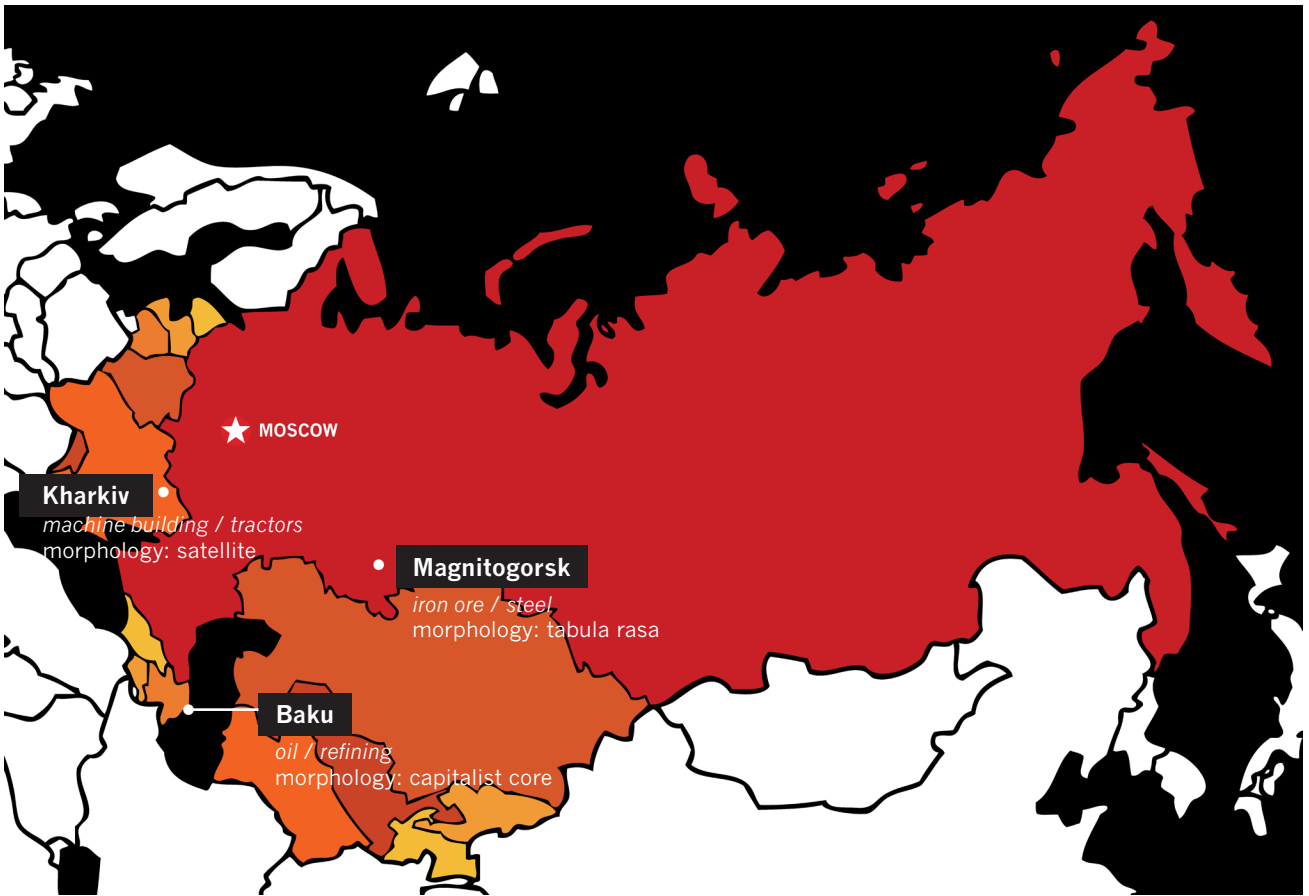 MOSCOW
Kharkiv
machine building / tractors
morphology: satellite
Magnitogorsk
iron ore / steel
morphology: tabula rasa
Baku
oil / refining
morphology: capitalist core